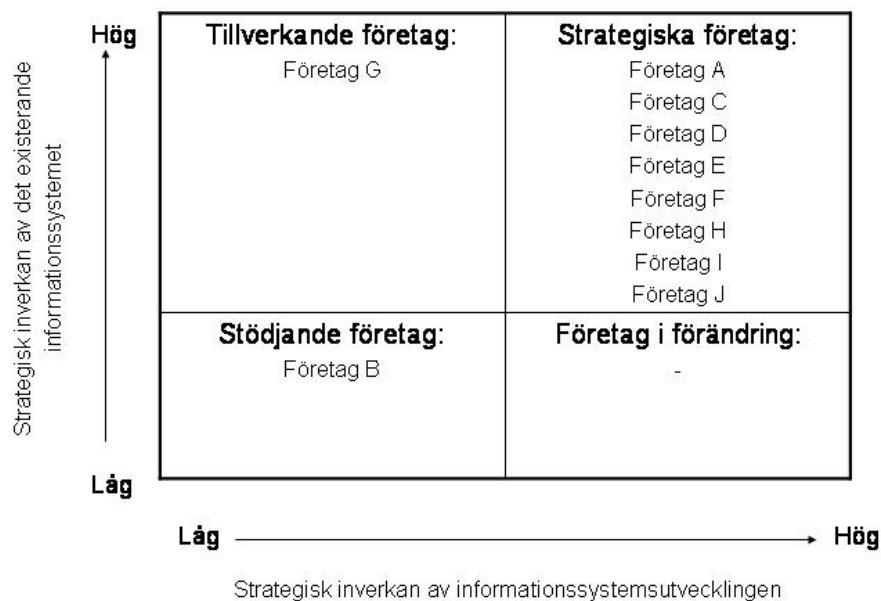 Strategisk inverkan av det existerande
informationssystemet
Hög
Låg
Tillverkande företag:
Företag G
Strategiska företag:
Företag A
Företag C
Företag D
Företag E
Företag F
Företag H
Företag I
Företag J
Stödjande företag:
Företag B
Företag i förändring:
-
Låg
Hög
Strategisk inverkan av informationssystemsutvecklingen